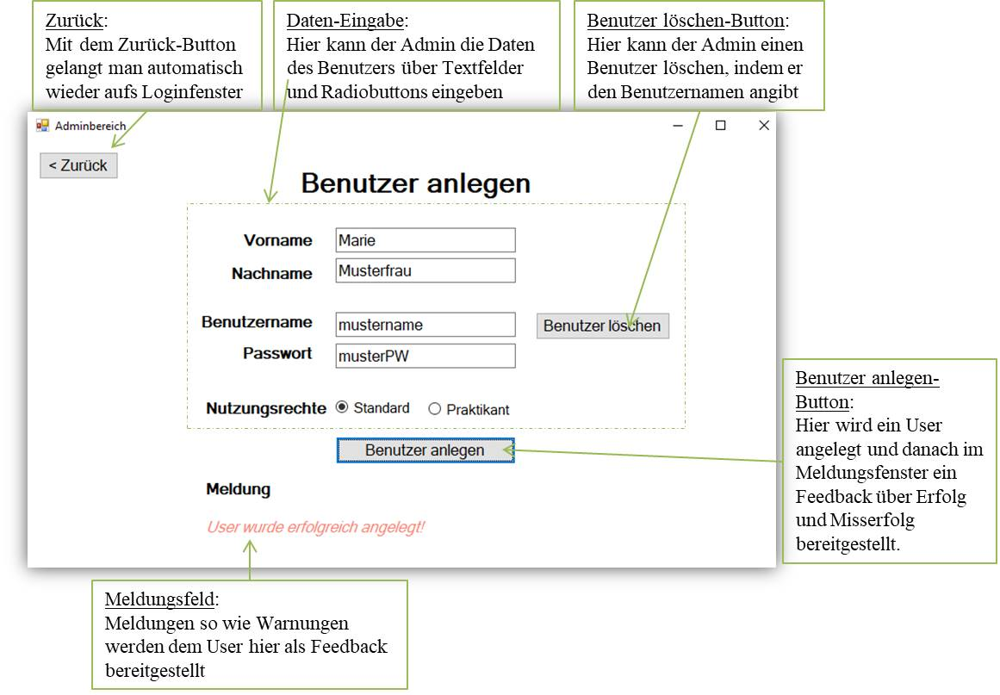 Zurück:
Mit dem Zurück-Button
gelangt man automatisch
wieder aufs Loginfenster
Daten-Eingabe:
Hier kann der Admin die Daten
des Benutzers über Textfelder
und Radiobuttons eingeben
Benutzer löschen-Button:
Hier kann der Admin einen
Benutzer löschen, indem er
den Benutzernamen angibt
Adminbereich
< Zurück
Benutzer anlegen
Vorname Marie
Nachname Musterfrau
Benutzername mustername Benutzer löschen
Passwort musterPW
Nutzungsrechte Standard Praktikant
Benutzer anlegen
Meldung
User wurde erfolgreich angelegt!
Benutzer anlegen-
Button:
Hier wird ein User
angelegt und danach im
Meldungsfenster ein
Feedback über Erfolg
und Misserfolg
bereitgestellt.
Meldungsfeld:
Meldungen so wie Warnungen
werden dem User hier als Feedback
bereitgestellt